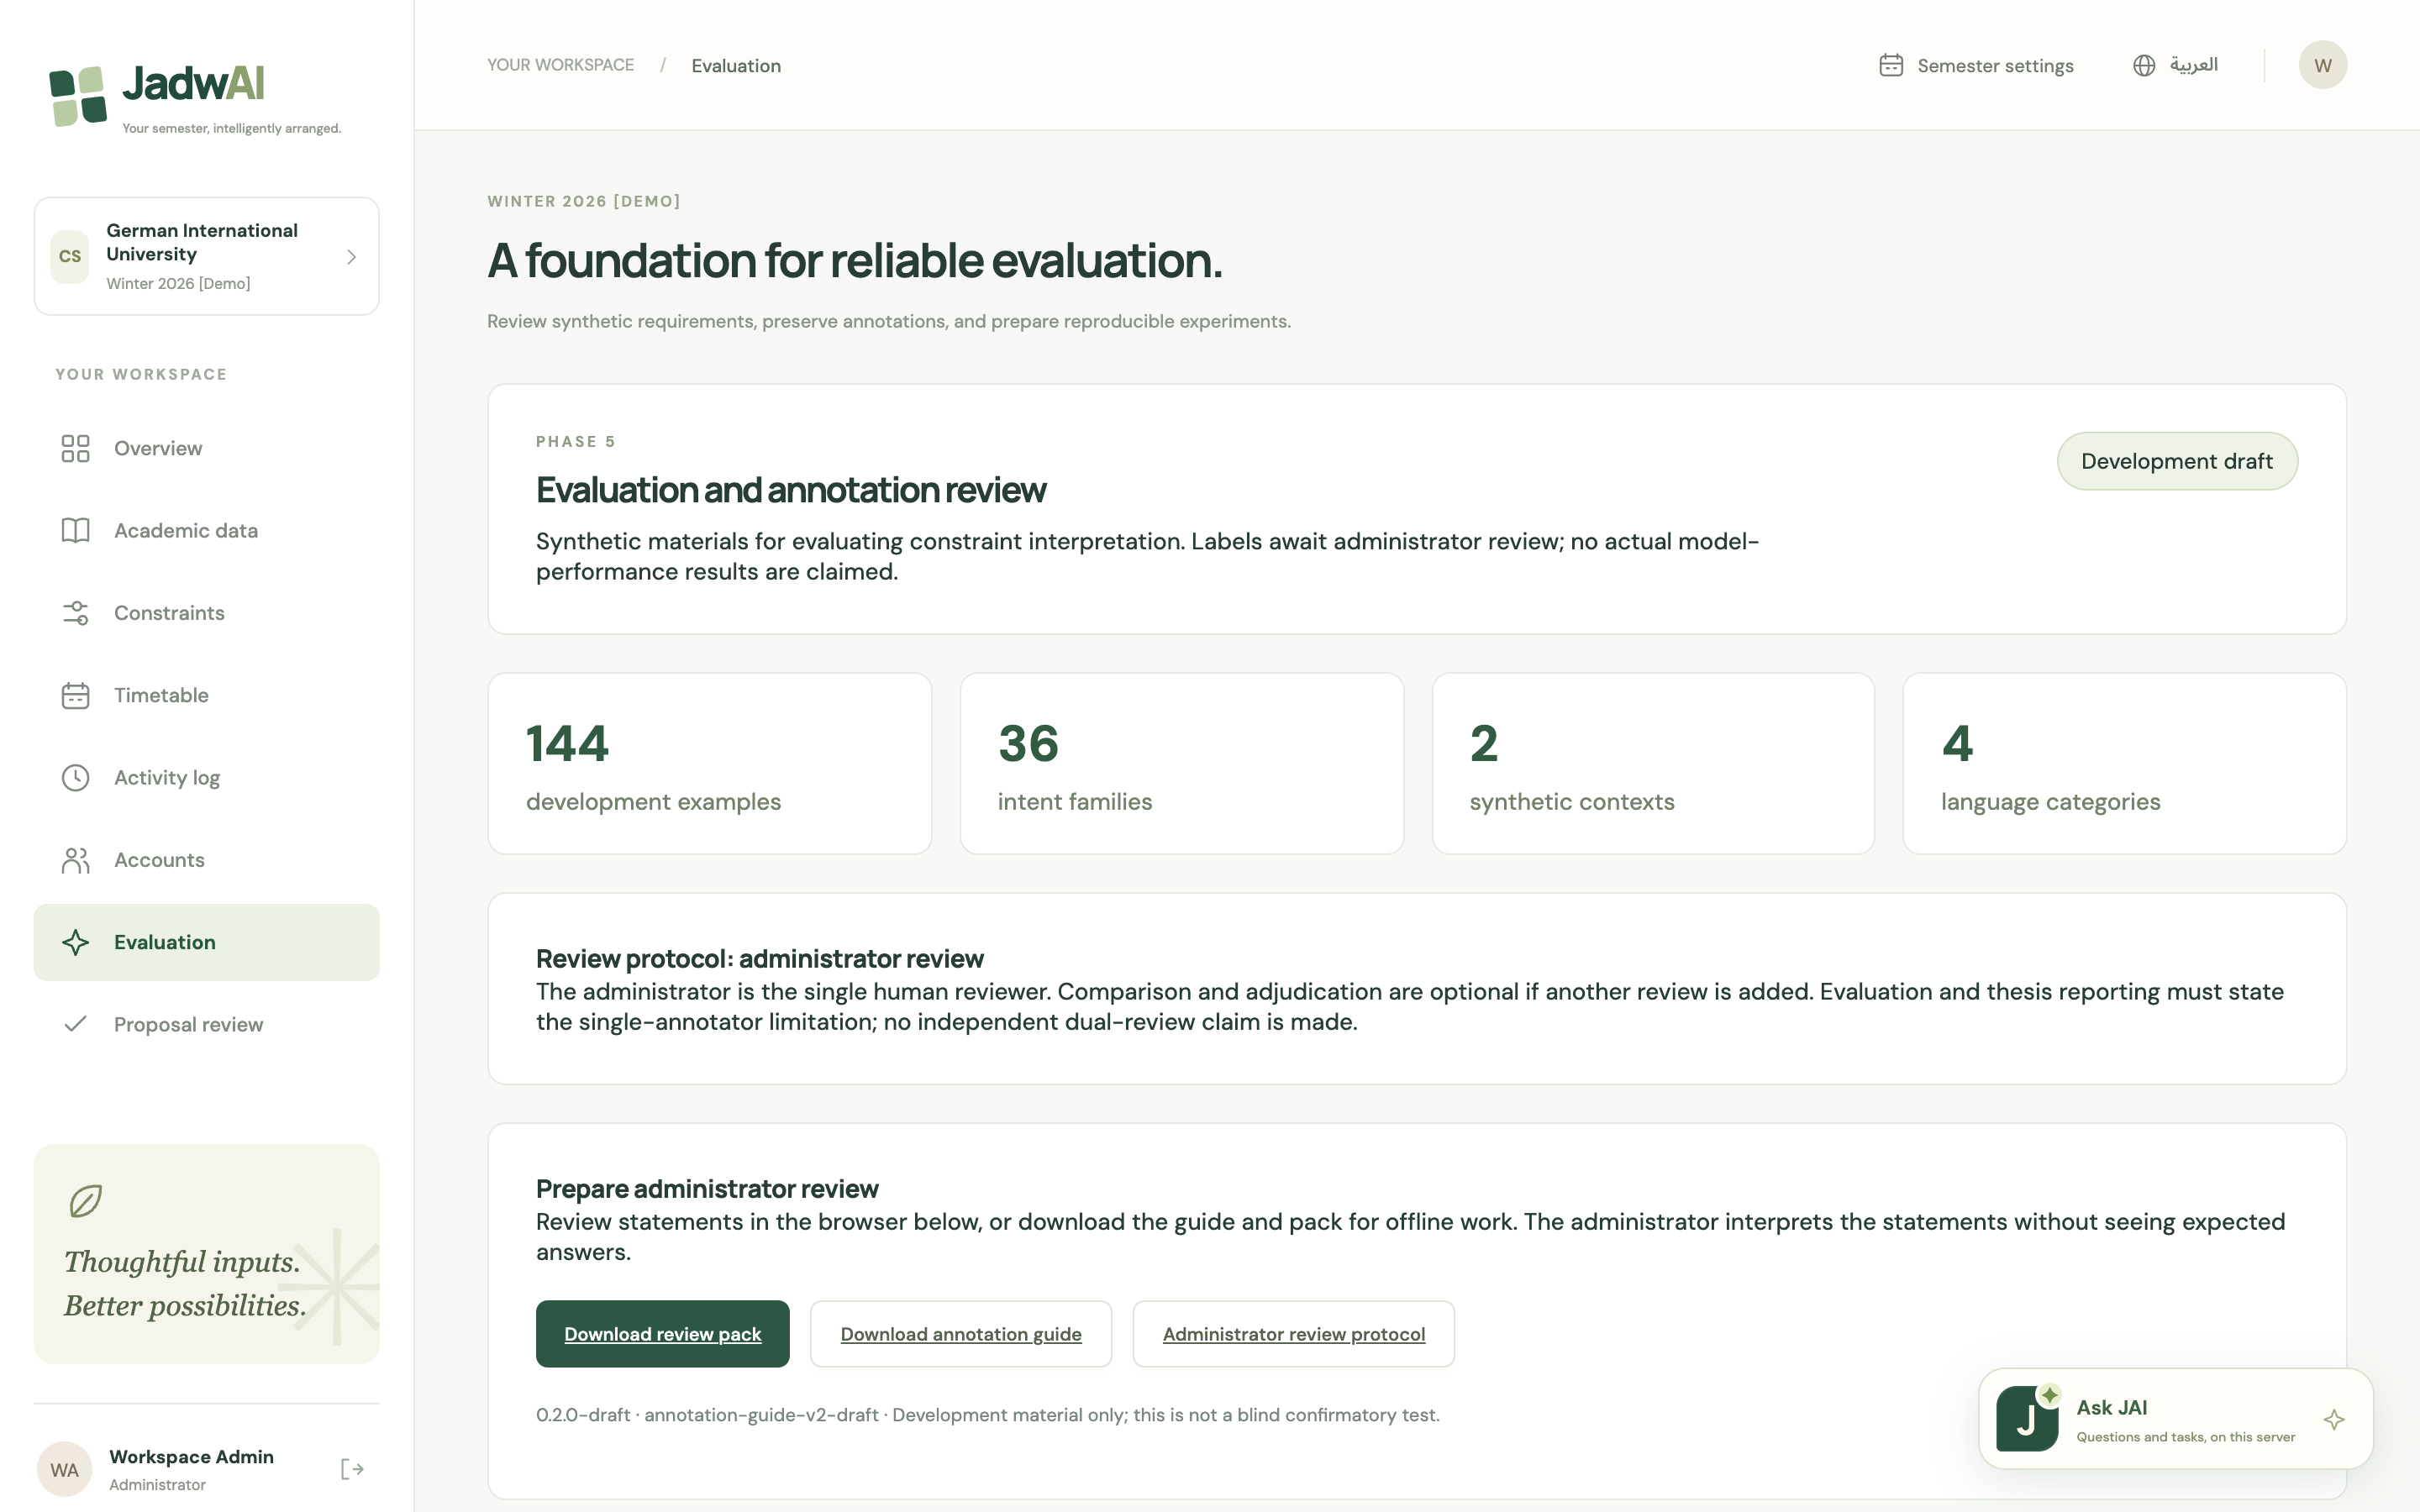 JadwAI
Your semester, intelligently arranged.
CS
German International
University
Winter 2026 [Demo]
YOUR WORKSPACE
Overview
Academic data
Constraints
Timetable
Activity log
Accounts
Evaluation
Proposal review
Thoughtful inputs.
Better possibilities.
WA
Workspace Admin
Administrator
YOUR WORKSPACE / Evaluation
Semester settings
العربية
W
WINTER 2026 [DEMO]
A foundation for reliable evaluation.
Review synthetic requirements, preserve annotations, and prepare reproducible experiments.
PHASE 5
Evaluation and annotation review
Development draft
Synthetic materials for evaluating constraint interpretation. Labels await administrator review; no actual model-
performance results are claimed.
144
development examples
36
intent families
2
synthetic contexts
4
language categories
Review protocol: administrator review
The administrator is the single human reviewer. Comparison and adjudication are optional if another review is added. Evaluation and thesis reporting must state
the single-annotator limitation; no independent dual-review claim is made.
Prepare administrator review
Review statements in the browser below, or download the guide and pack for offline work. The administrator interprets the statements without seeing expected
answers.
Download review pack
Download annotation guide
Administrator review protocol
0.2.0-draft · annotation-guide-v2-draft · Development material only; this is not a blind confirmatory test.
J
Ask JAI
Questions and tasks, on this server